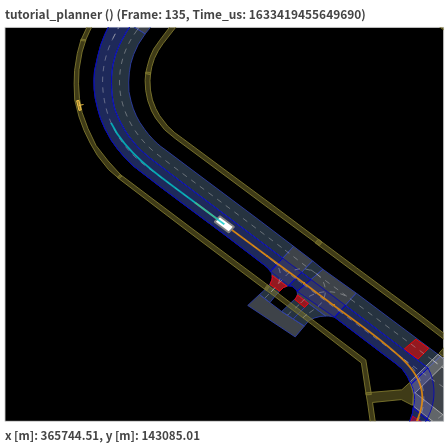 tutorial_planner () (Frame: 135, Time_us: 1633419455649690)
x [m]: 365744.51, y [m]: 143085.01